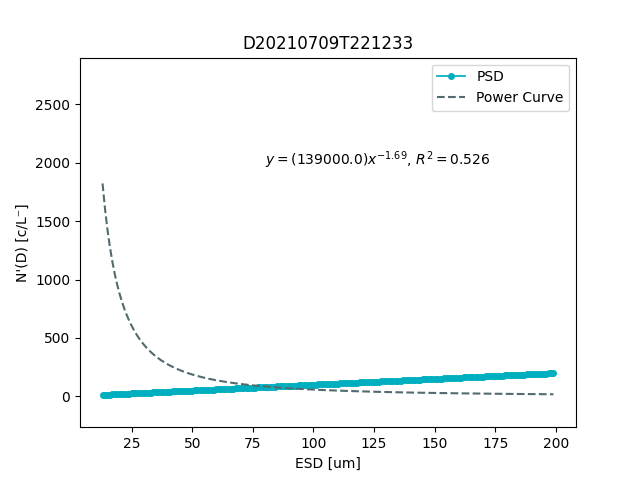 D20210709T221233
PSD
Power Curve
y = (139000.0)x^{-1.69}, R^2 = 0.526
2500
2000
1500
1000
500
0
N'(D) [c/L⁻]
25 50 75 100 125 150 175 200
ESD [um]